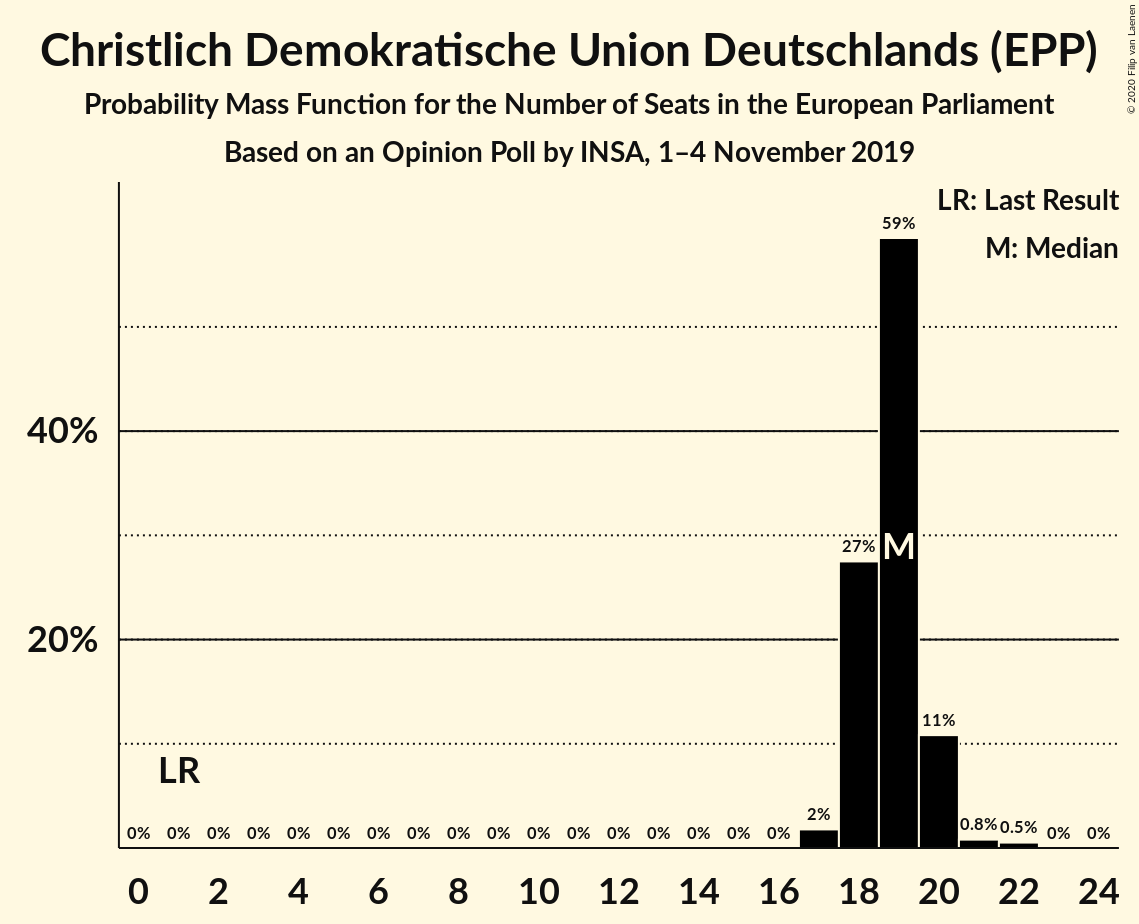 Christlich Demokratische Union Deutschlands (EPP)
Probability Mass Function for the Number of Seats in the European Parliament
Based on an Opinion Poll by INSA, 1–4 November 2019
© 2020 Filip van Laenen
LR: Last Result
M: Median
59%
40%
27% M
20%
11%
LR
2%
0% 0% 0% 0% 0% 0% 0% 0% 0% 0% 0% 0% 0% 0% 0% 0% 0% 0.8% 0.5% 0% 0%
0 2 4 6 8 10 12 14 16 18 20 22 24